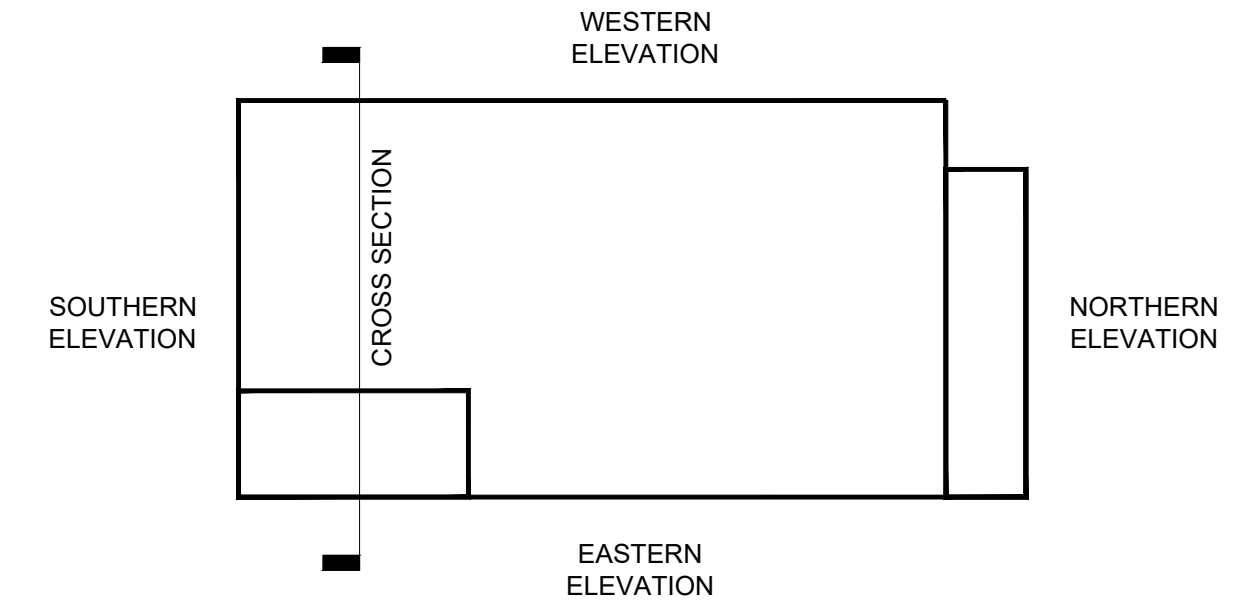 WESTERN
ELEVATION
CROSS SECTION
SOUTHERN
ELEVATION
NORTHERN
ELEVATION
EASTERN
ELEVATION